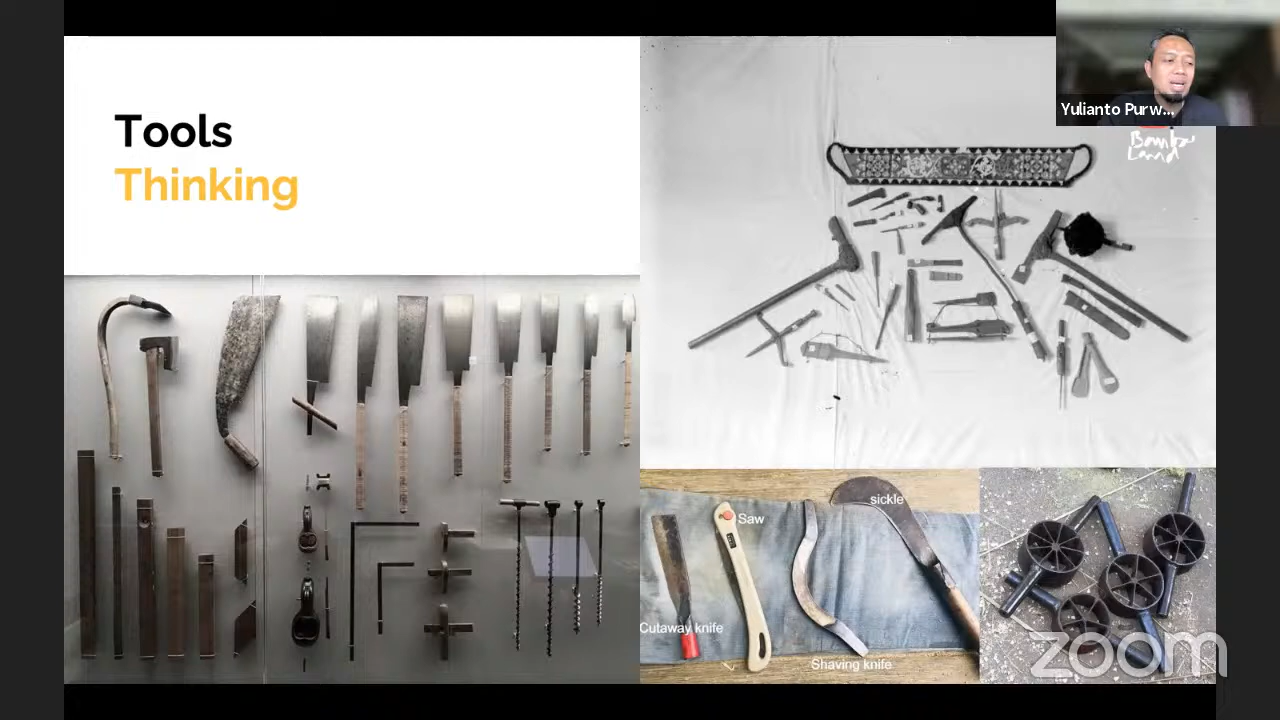 Tools
Thinking
Yulianto Purw...
Saw
sickle
Cutaway knife
Shaving knife
zoom